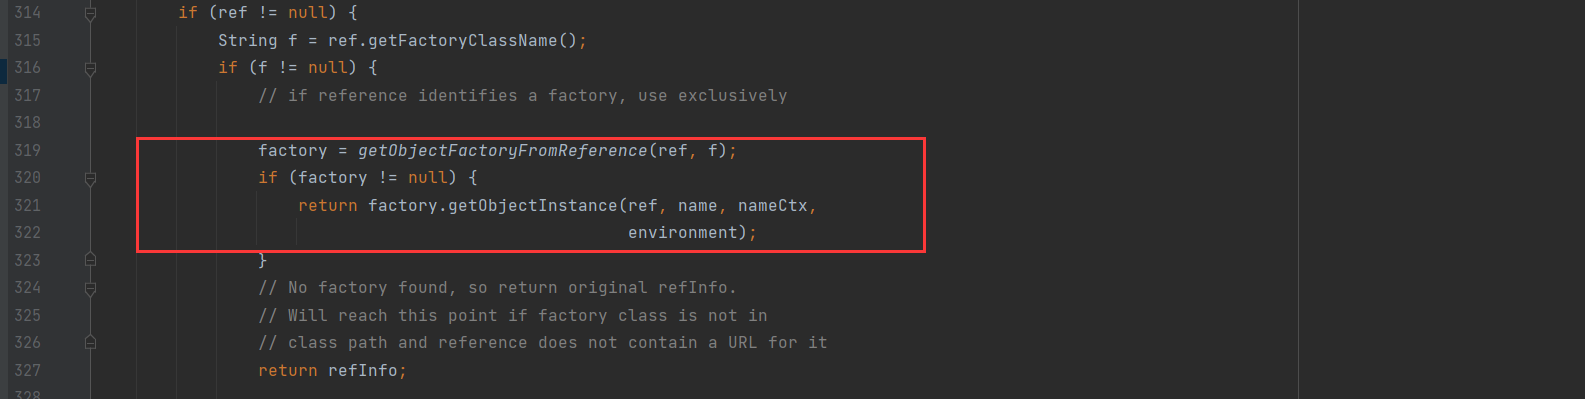 314 if (ref != null) {
315 String f = ref.getFactoryClassName();
316 if (f != null) {
317 // if reference identifies a factory, use exclusively
318
319 factory = getObjectFactoryFromReference(ref, f);
320 if (factory != null) {
321 return factory.getObjectInstance(ref, name, nameCtx,
322 environment);
323 }
324 // No factory found, so return original refInfo.
325 // Will reach this point if factory class is not in
326 // class path and reference does not contain a URL for it
327 return refInfo;
328